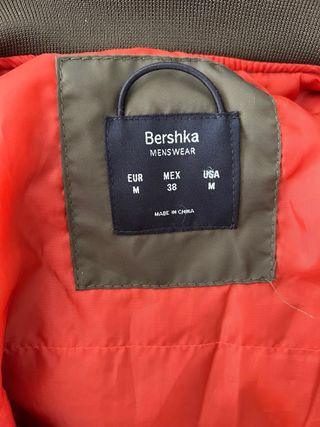 Bershka
MENSWEAR
EUR MEX USA
M 38 M
MADE IN CHINA